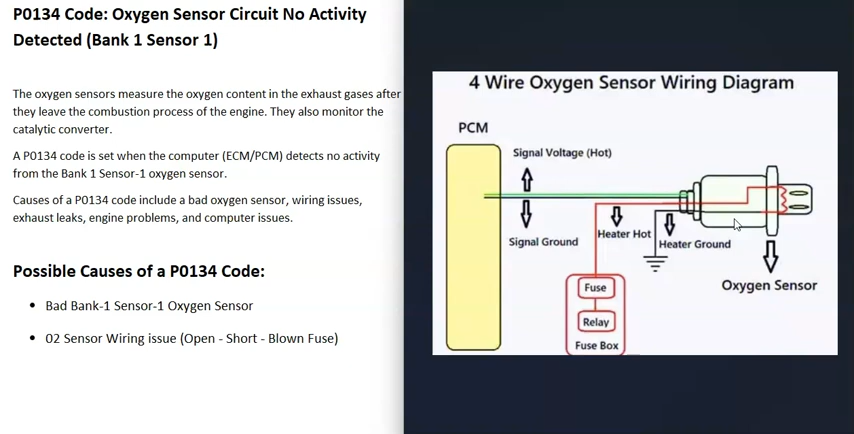 P0134 Code: Oxygen Sensor Circuit No Activity
Detected (Bank 1 Sensor 1)
The oxygen sensors measure the oxygen content in the exhaust gases after
they leave the combustion process of the engine. They also monitor the
catalytic converter.
A P0134 code is set when the computer (ECM/PCM) detects no activity
from the Bank 1 Sensor-1 oxygen sensor.
Causes of a P0134 code include a bad oxygen sensor, wiring issues,
exhaust leaks, engine problems, and computer issues.
Possible Causes of a P0134 Code:
• Bad Bank-1 Sensor-1 Oxygen Sensor
• 02 Sensor Wiring issue (Open - Short - Blown Fuse)
4 Wire Oxygen Sensor Wiring Diagram
PCM
Signal Voltage (Hot)
Signal Ground
Heater Hot
Heater Ground
Oxygen Sensor
Fuse
Relay
Fuse Box